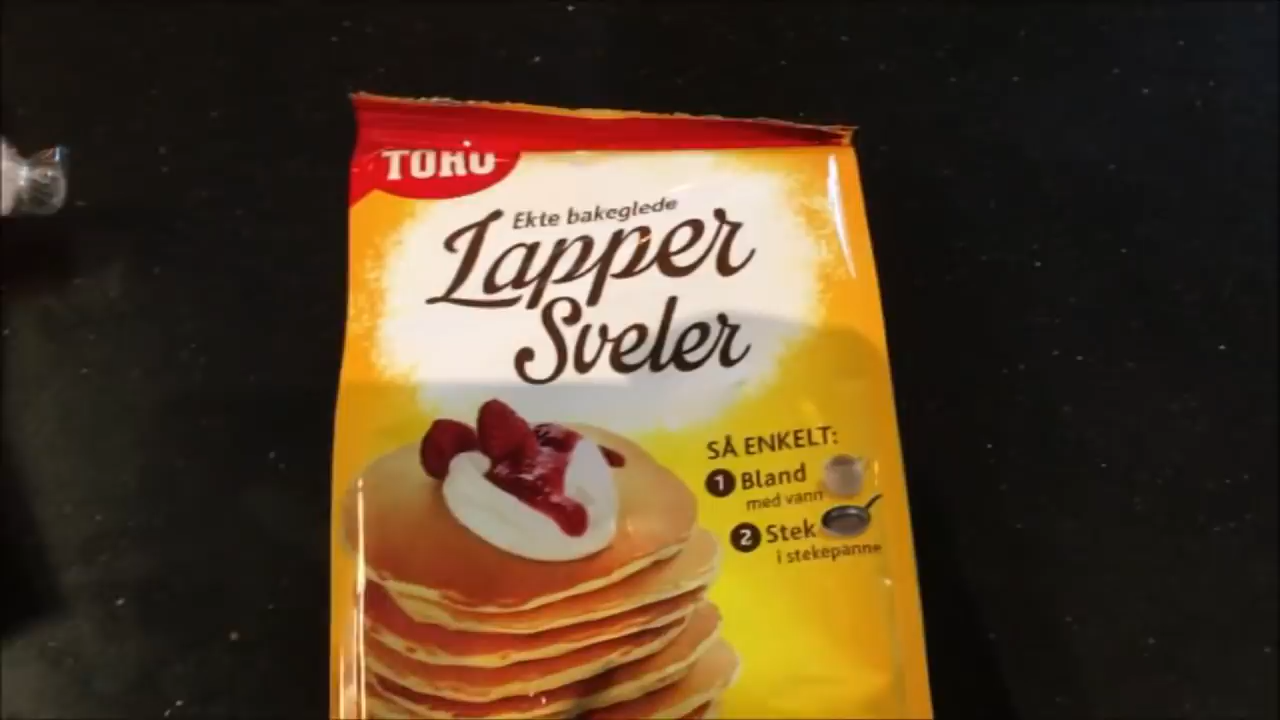 TORO
Ekte bakeglede
Lapper
Sveler
SÅ ENKELT:
1 Bland
med vann
2 Stek
i stekepanne